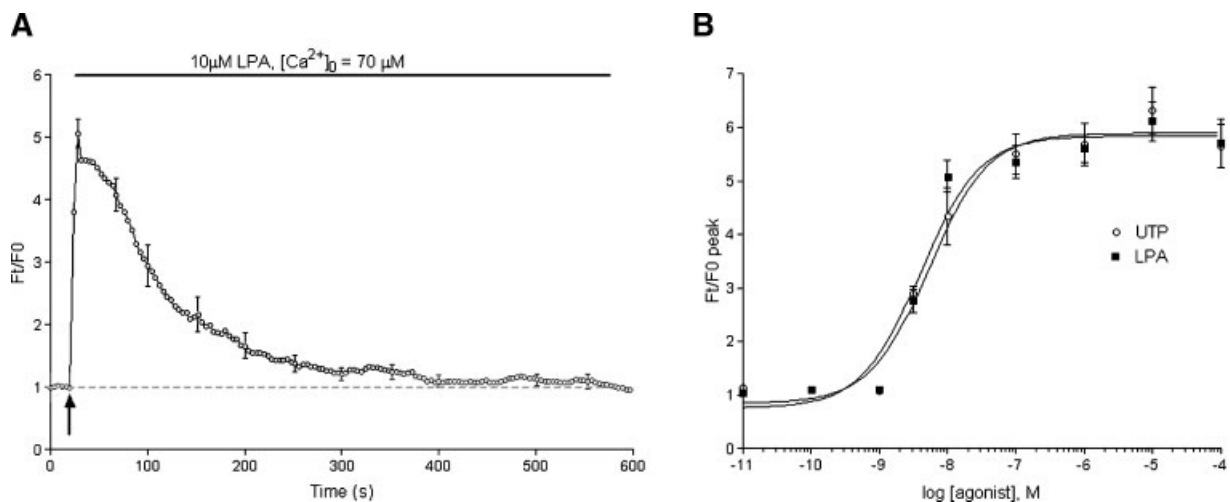 A
10μM LPA, [Ca²⁺]₀ = 70 μM
6
5
4
3
2
1
0
Ft/F0
0 100 200 300 400 500 600
Time (s)
B
7
6
5
4
3
2
1
0
Ft/F0 peak
UTP
LPA
-11 -10 -9 -8 -7 -6 -5 -4
log [agonist], M